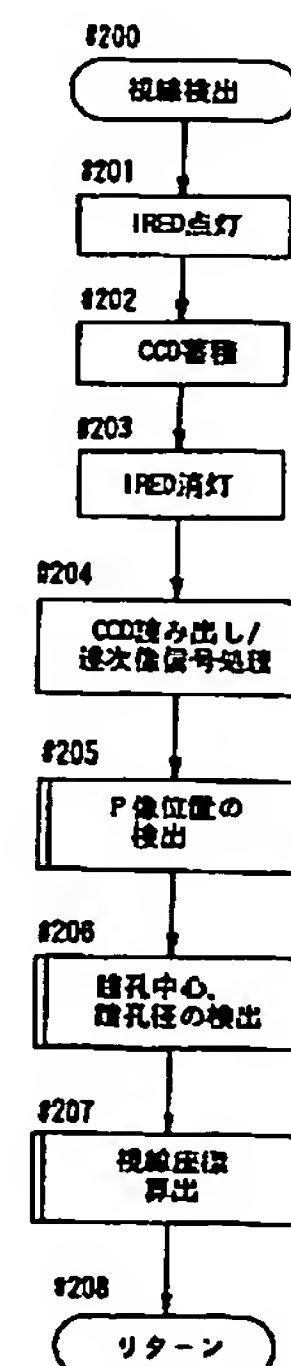 #200
視線検出
#201
IRED点灯
#202
CCD蓄積
#203
IRED消灯
#204
CCD読み出し/
逐次像信号処理
#205
P像位置の
検出
#206
瞳孔中心、
瞳孔径の検出
#207
視線座標
算出
#208
リターン